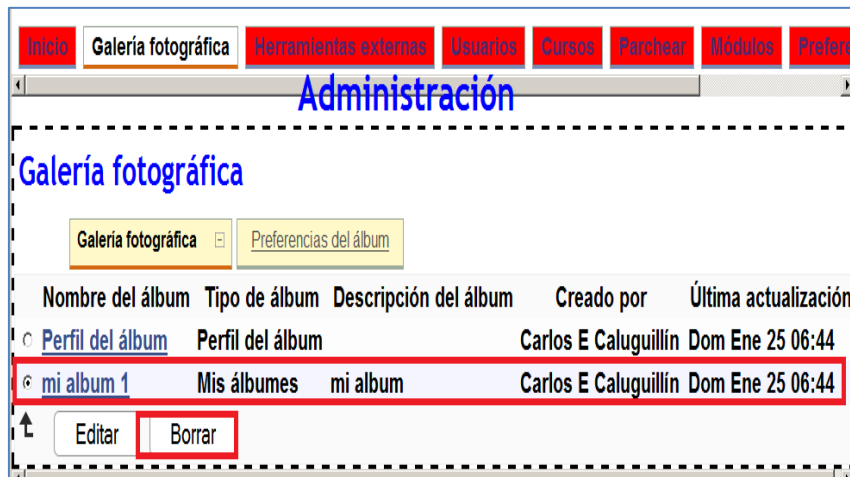 Inicio Galería fotográfica Herramientas externas Usuarios Cursos Parchear Módulos Prefere
Administración
Galería fotográfica
Galería fotográfica Preferencias del álbum
Nombre del álbum Tipo de álbum Descripción del álbum Creado por Última actualización
Perfil del álbum Perfil del álbum Carlos E Caluguillín Dom Ene 25 06:44
mi album 1 Mis álbumes mi album Carlos E Caluguillín Dom Ene 25 06:44
Editar Borrar